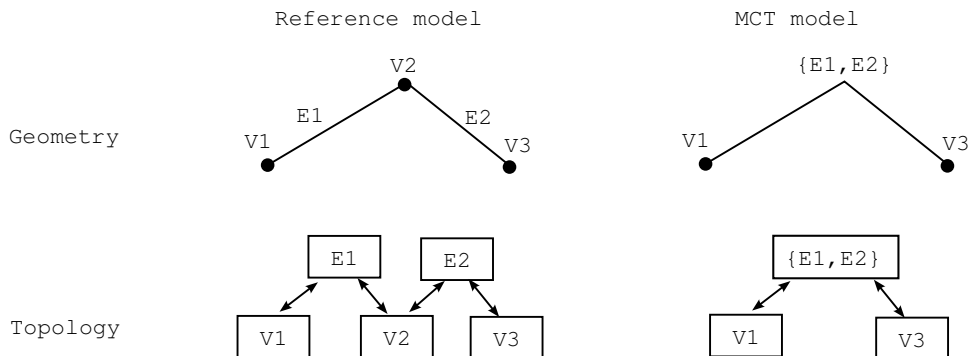 Reference model
MCT model
V2
{E1,E2}
E1
E2
Geometry
V1
V3
V1
V3
E1
E2
{E1,E2}
Topology
V1
V2
V3
V1
V3